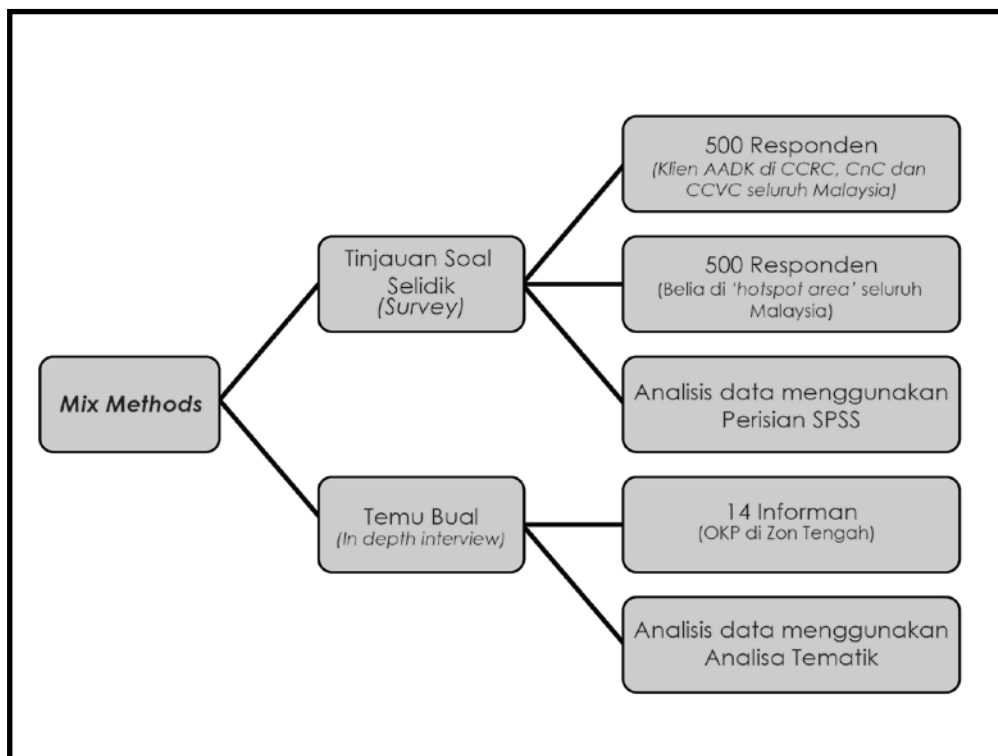 Mix Methods
Tinjauan Soal
Selidik
(Survey)
500 Responden
(Klien AADK di CCRC, CnC dan
CCVC seluruh Malaysia)
500 Responden
(Belia di ‘hotspot area’ seluruh
Malaysia)
Analisis data menggunakan
Perisian SPSS
Temu Bual
(In depth interview)
14 Informan
(OKP di Zon Tengah)
Analisis data menggunakan
Analisa Tematik